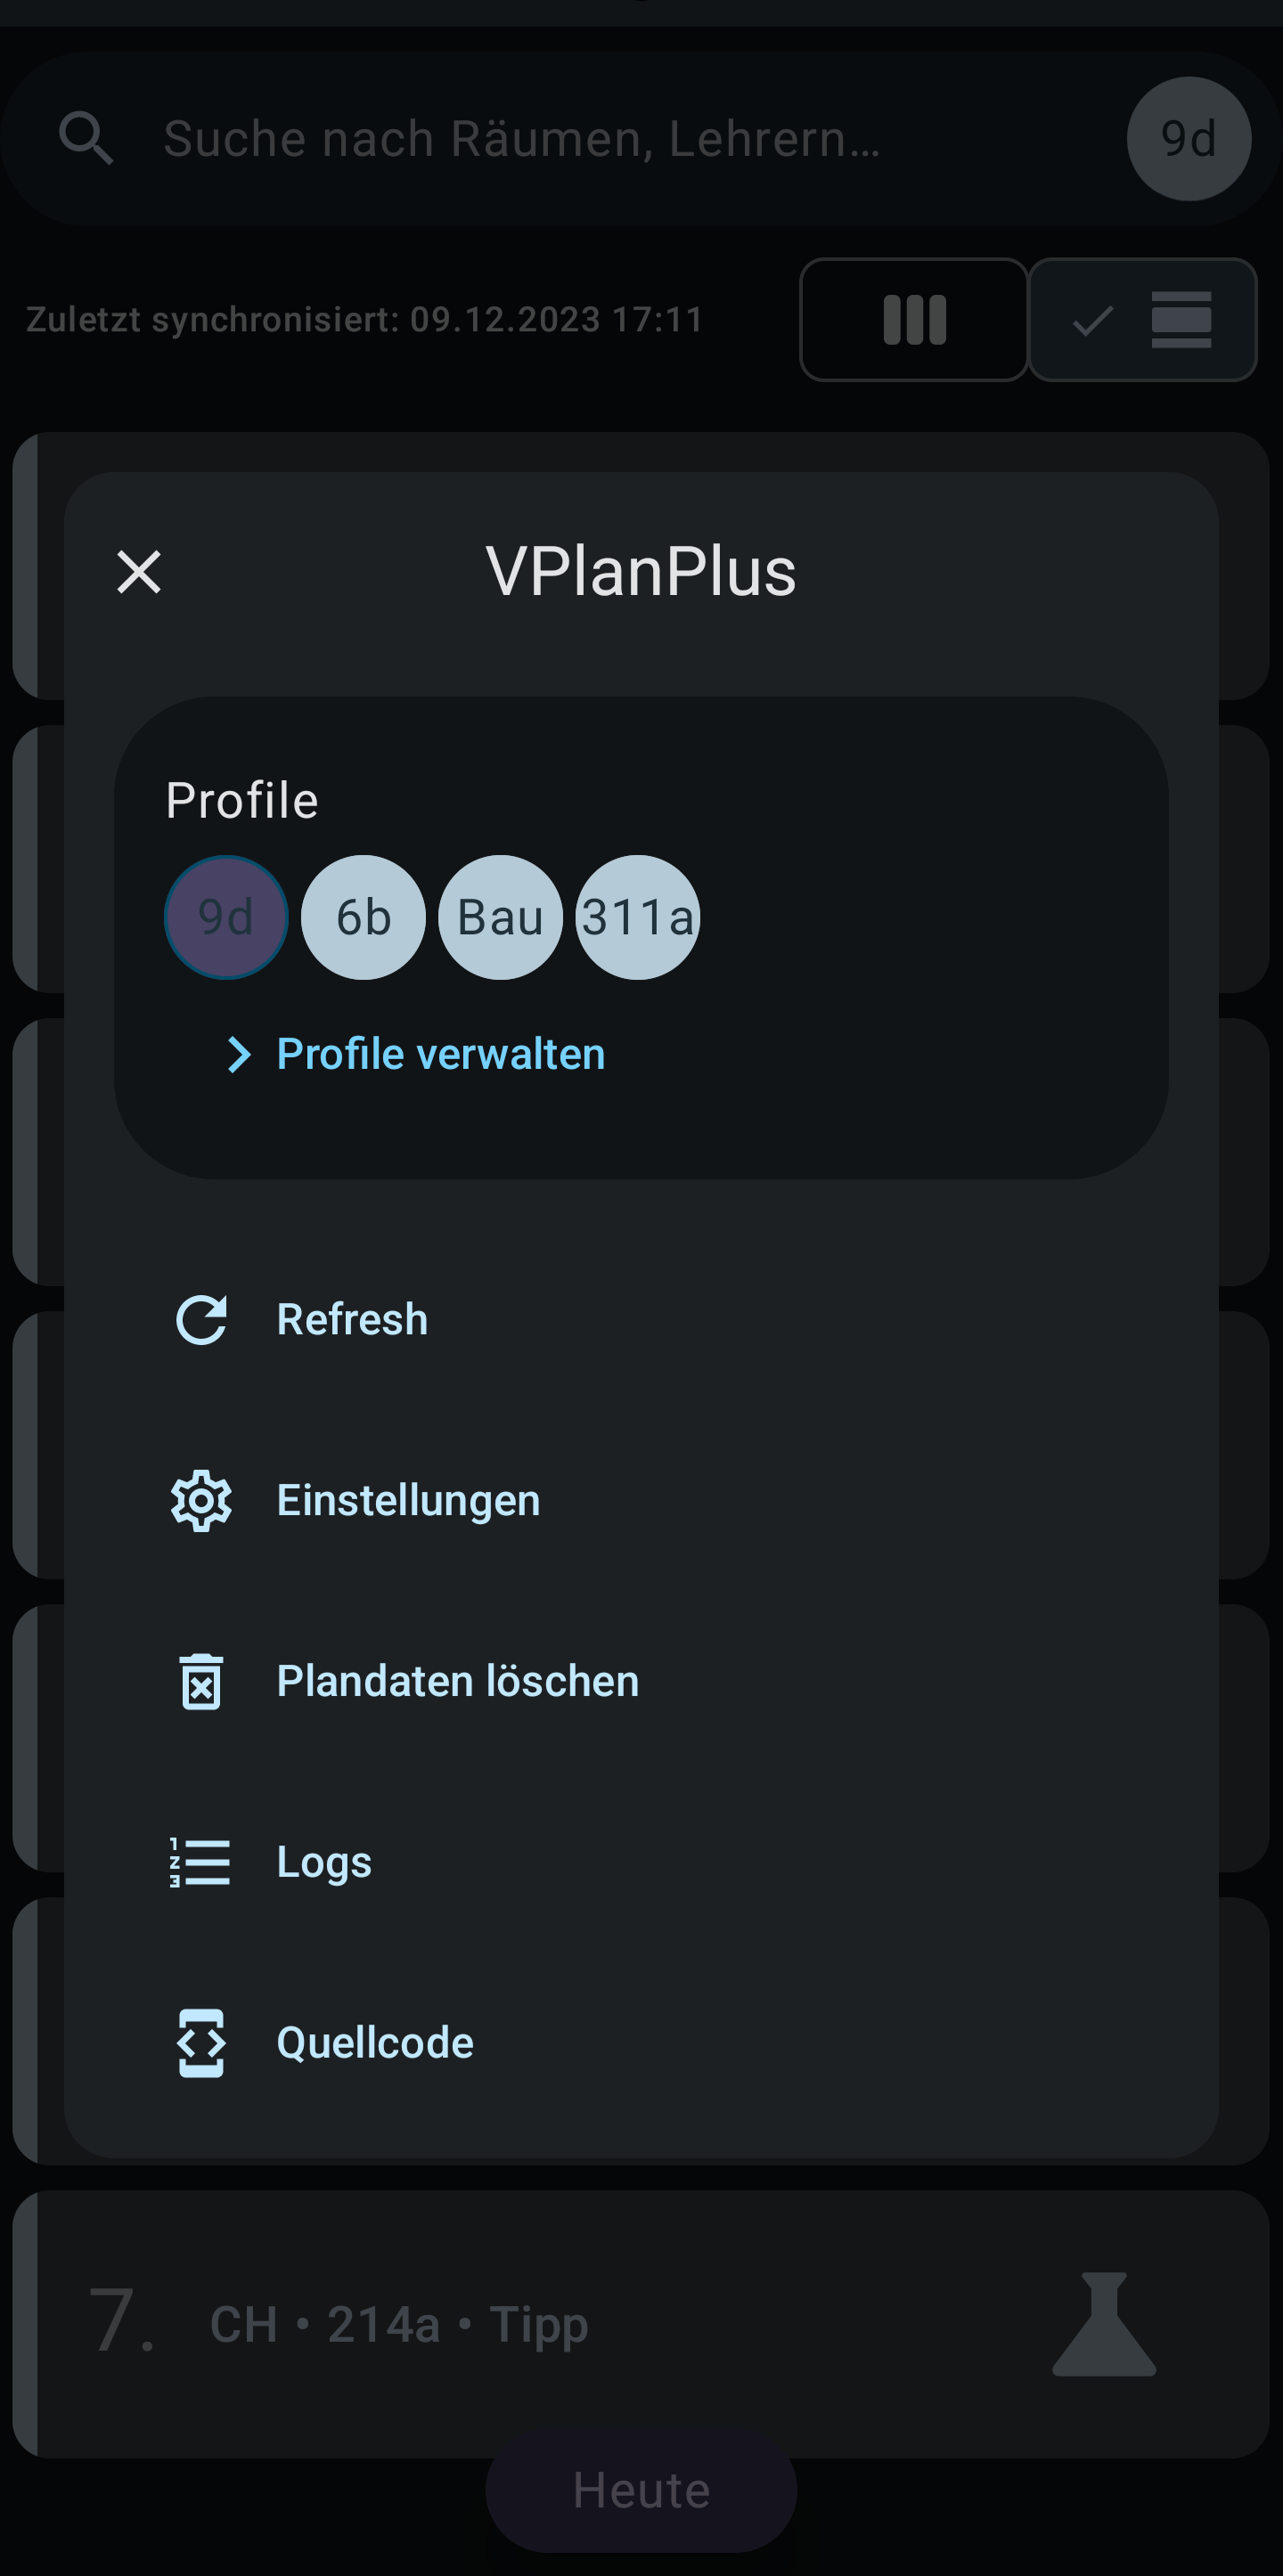 Suche nach Räumen, Lehrern…
9d
Zuletzt synchronisiert: 09.12.2023 17:11
VPlanPlus
Profile
9d 6b Bau 311a
Profile verwalten
Refresh
Einstellungen
Plandaten löschen
Logs
Quellcode
7. CH • 214a • Tipp
Heute